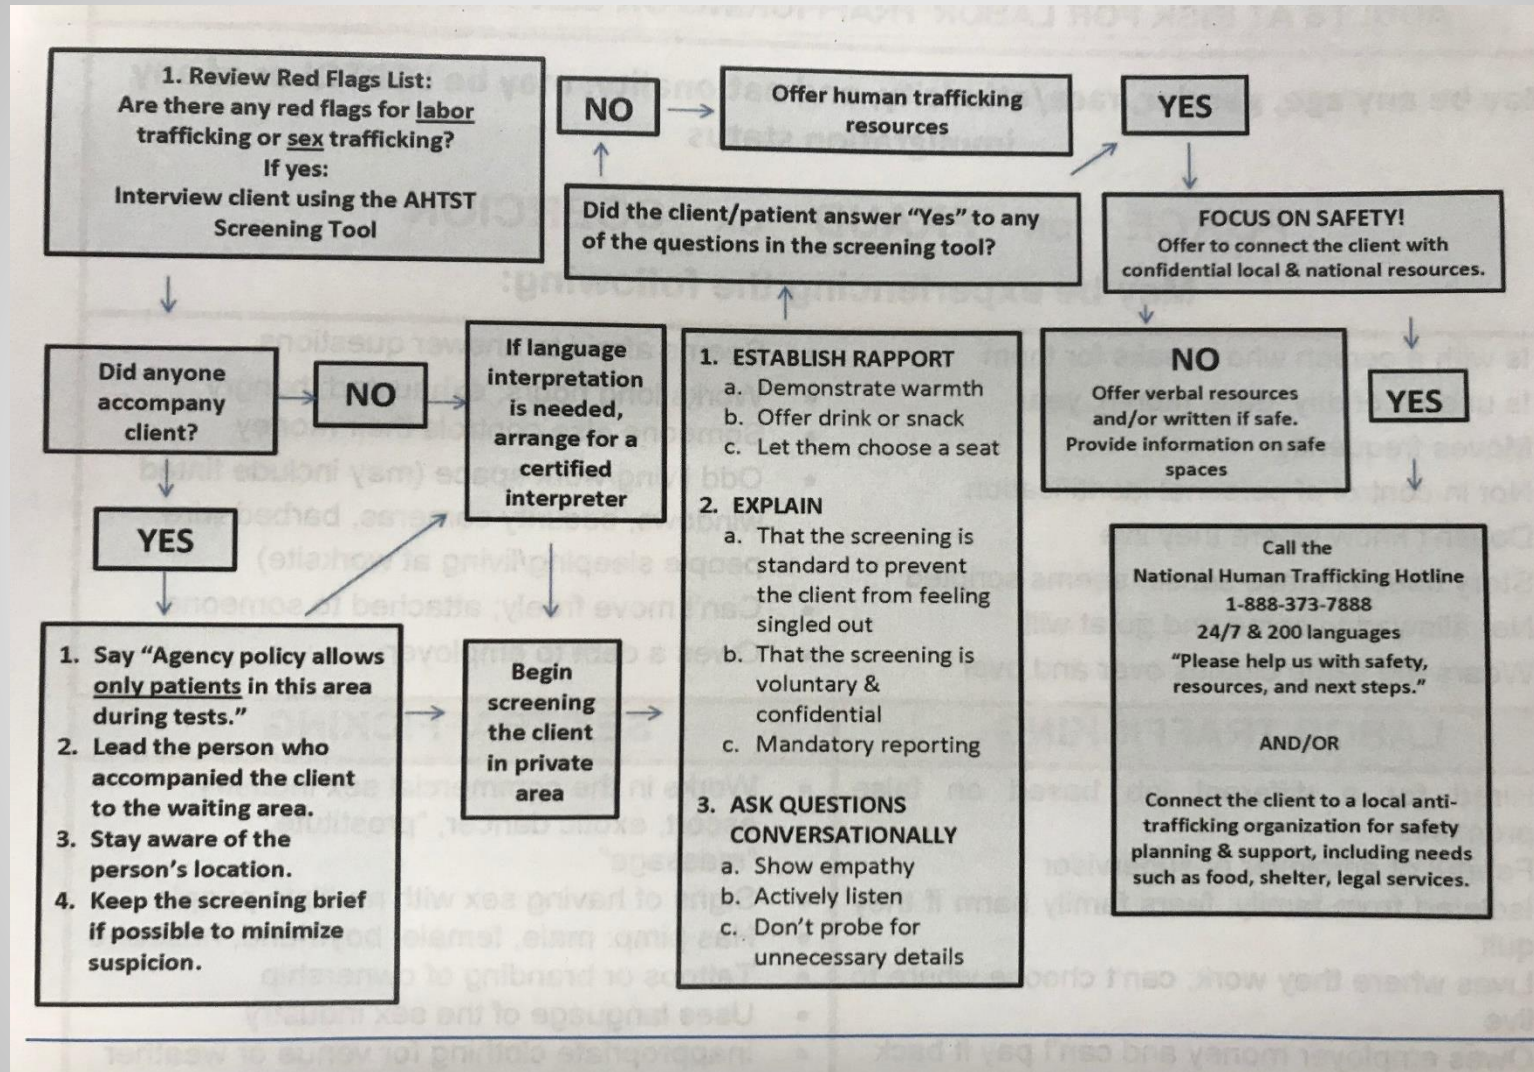 1. Review Red Flags List:
Are there any red flags for labor
trafficking or sex trafficking?
If yes:
Interview client using the AHTST
Screening Tool
Did anyone
accompany
client?
NO
YES
1. Say “Agency policy allows
only patients in this area
during tests.”
2. Lead the person who
accompanied the client
to the waiting area.
3. Stay aware of the
person’s location.
4. Keep the screening brief
if possible to minimize
suspicion.
If language
interpretation
is needed,
arrange for a
certified
interpreter
Begin
screening
the client
in private
area
1. ESTABLISH RAPPORT
a. Demonstrate warmth
b. Offer drink or snack
c. Let them choose a seat
2. EXPLAIN
a. That the screening is
standard to prevent
the client from feeling
singled out
b. That the screening is
voluntary &
confidential
c. Mandatory reporting
3. ASK QUESTIONS
CONVERSATIONALLY
a. Show empathy
b. Actively listen
c. Don’t probe for
unnecessary details
Did the client/patient answer “Yes” to any
of the questions in the screening tool?
NO
Offer human trafficking
resources
YES
FOCUS ON SAFETY!
Offer to connect the client with
confidential local & national resources.
NO
Offer verbal resources
and/or written if safe.
Provide information on safe
spaces
YES
Call the
National Human Trafficking Hotline
1-888-373-7888
24/7 & 200 languages
“Please help us with safety,
resources, and next steps.”
AND/OR
Connect the client to a local anti-
trafficking organization for safety
planning & support, including needs
such as food, shelter, legal services.